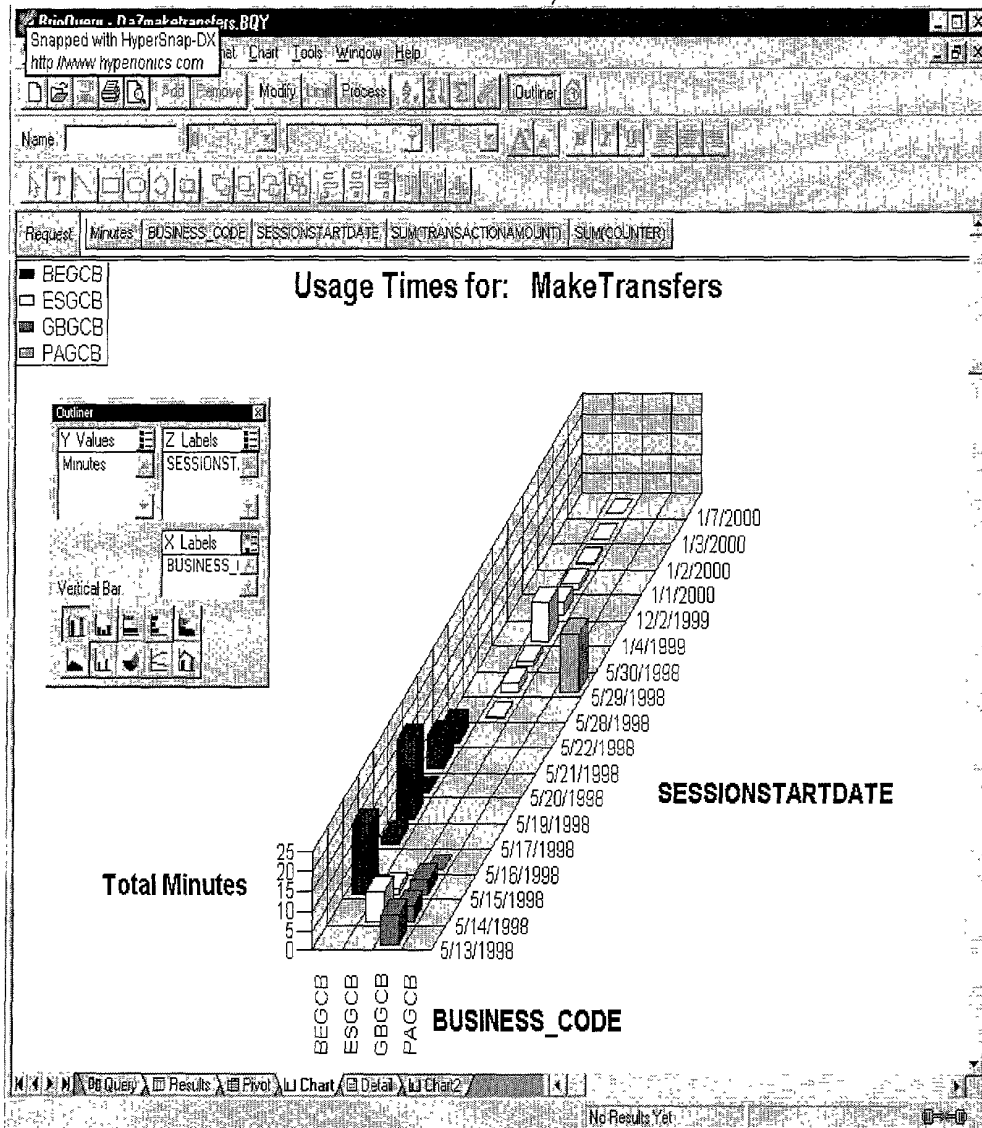 BrioQuery - Da7maketransfers.BQY
Snapped with HyperSnap-DX
http://www.hyperionics.com
Chart Tools Window Help
Add Remove Modify Limit Process Outliner
Name:
Request Minutes BUSINESS_CODE SESSIONSTARTDATE SUM(TRANSACTIONAMOUNT) SUM(COUNTER)
BEGCB
ESGCB
GBGCB
PAGCB
Usage Times for: MakeTransfers
Outliner
Y Values
Minutes
Z Labels
SESSIONST
X Labels
BUSINESS_
Vertical Bar
1/7/2000
1/3/2000
1/2/2000
1/1/2000
12/2/1999
1/4/1999
5/30/1998
5/29/1998
5/28/1998
5/22/1998
5/21/1998
5/20/1998
5/19/1998
5/17/1998
5/16/1998
5/15/1998
5/14/1998
5/13/1998
SESSIONSTARTDATE
Total Minutes
25
20
15
10
5
0
BEGCB
ESGCB
GBGCB
PAGCB
BUSINESS_CODE
Query Results Pivot Chart Detail Chart2
No Results Yet